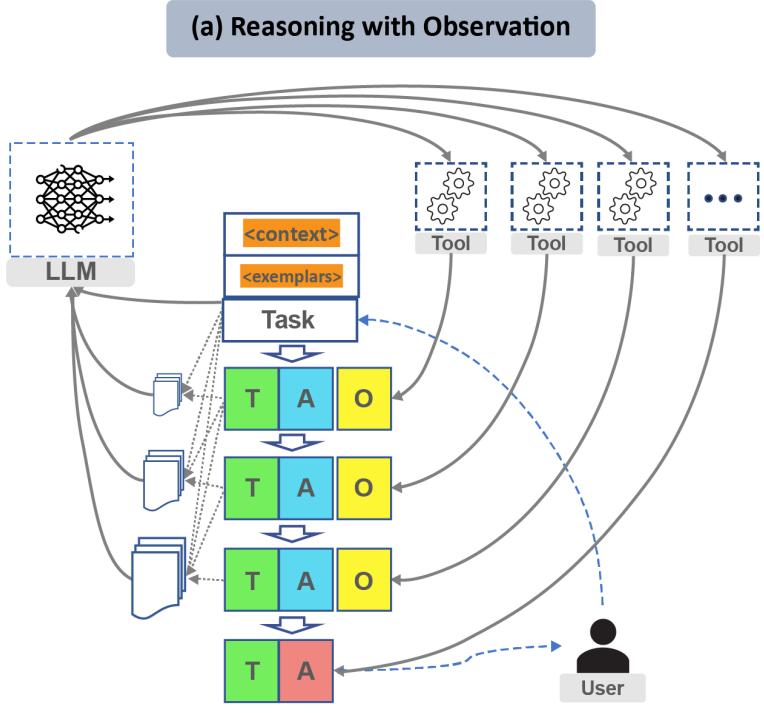 (a) Reasoning with Observation
LLM
Tool
Tool
Tool
Tool
<context>
<exemplars>
Task
T A O
T A O
T A O
T A
User